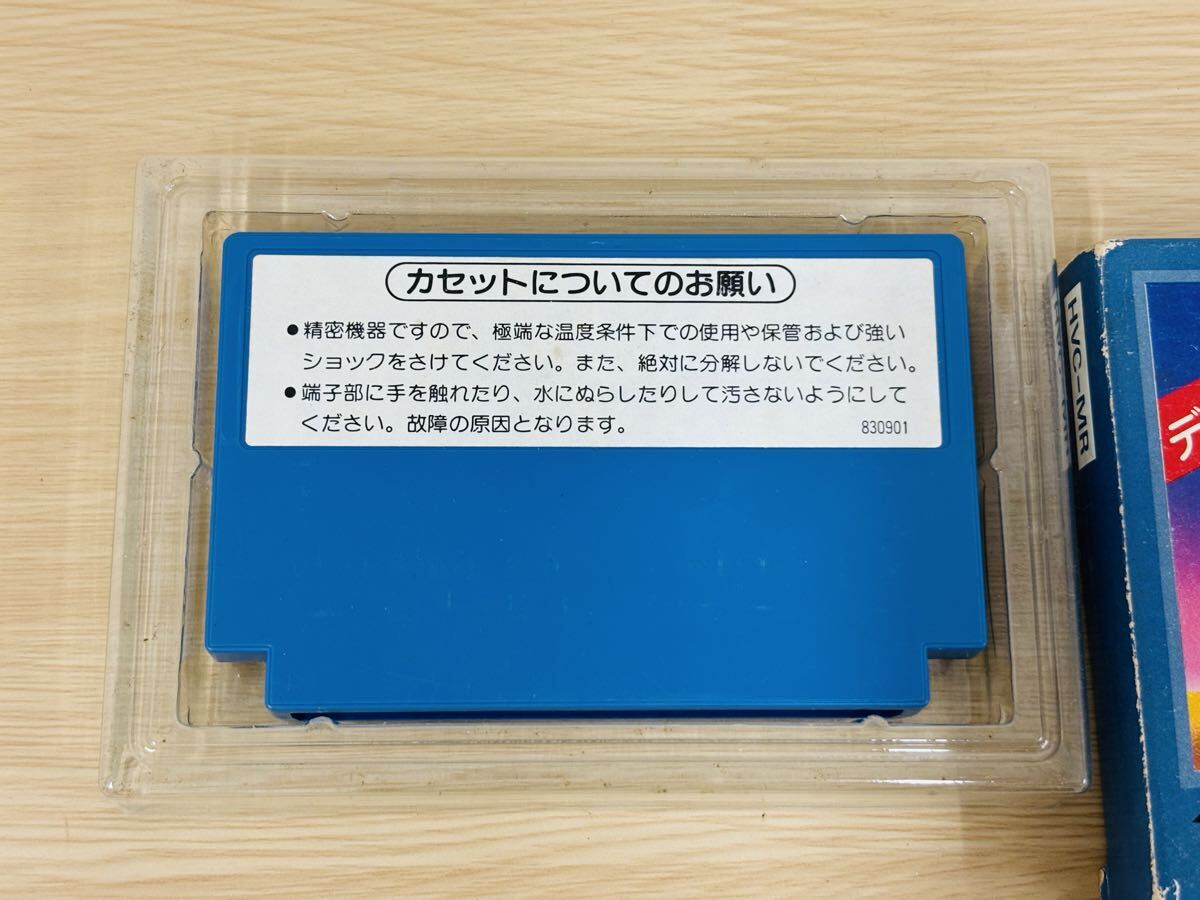 カセットについてのお願い
●精密機器ですので、極端な温度条件下での使用や保管および強い
ショックをさけてください。また、絶対に分解しないでください。
●端子部に手を触れたり、水にぬらしたりして汚さないようにして
ください。故障の原因となります。
830901
HVC-MR
デ